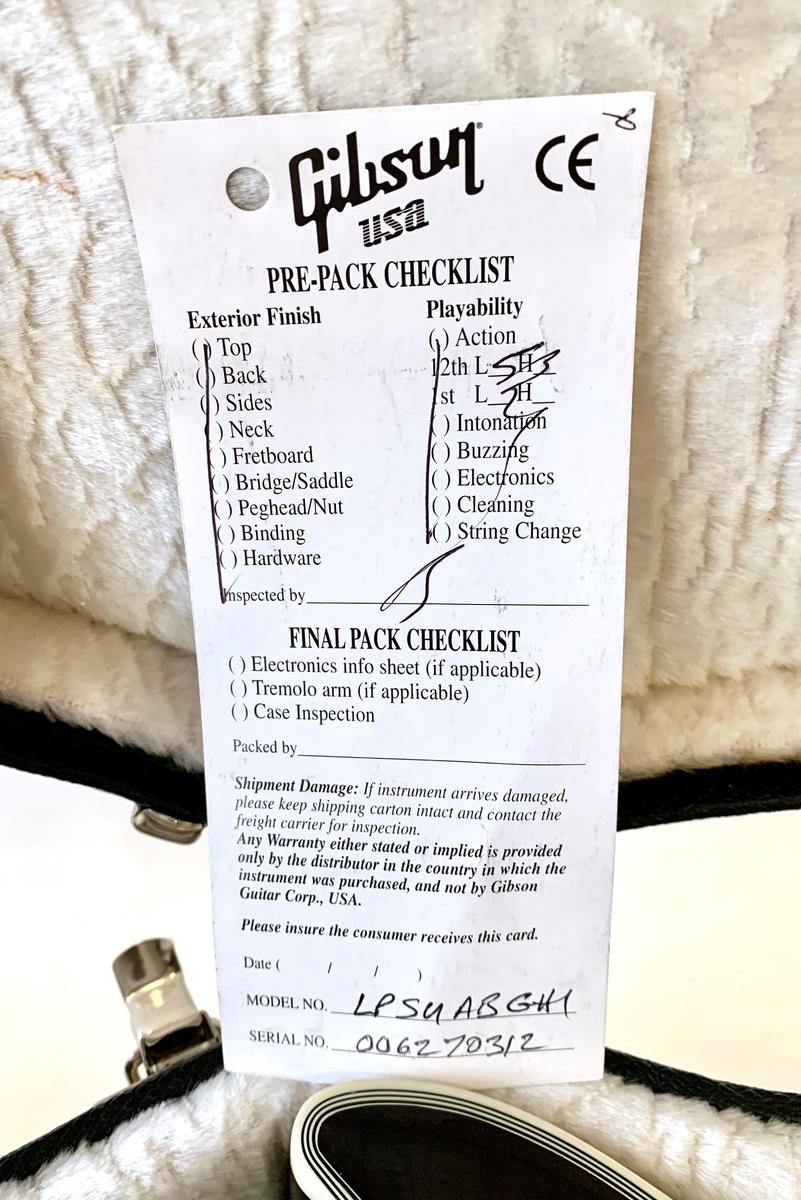 Gibson®
usa
CE
8
PRE-PACK CHECKLIST
Exterior Finish
( ) Top
( ) Back
( ) Sides
( ) Neck
( ) Fretboard
( ) Bridge/Saddle
( ) Peghead/Nut
( ) Binding
( ) Hardware
Playability
( ) Action
12th L 5 H 3
1st L 2 H
( ) Intonation
( ) Buzzing
( ) Electronics
( ) Cleaning
( ) String Change
Inspected by
FINAL PACK CHECKLIST
( ) Electronics info sheet (if applicable)
( ) Tremolo arm (if applicable)
( ) Case Inspection
Packed by
Shipment Damage: If instrument arrives damaged,
please keep shipping carton intact and contact the
freight carrier for inspection.
Any Warranty either stated or implied is provided
only by the distributor in the country in which the
instrument was purchased, and not by Gibson
Guitar Corp., USA.
Please insure the consumer receives this card.
Date ( / / )
MODEL NO. LPSUABGH1
SERIAL NO. 006270312